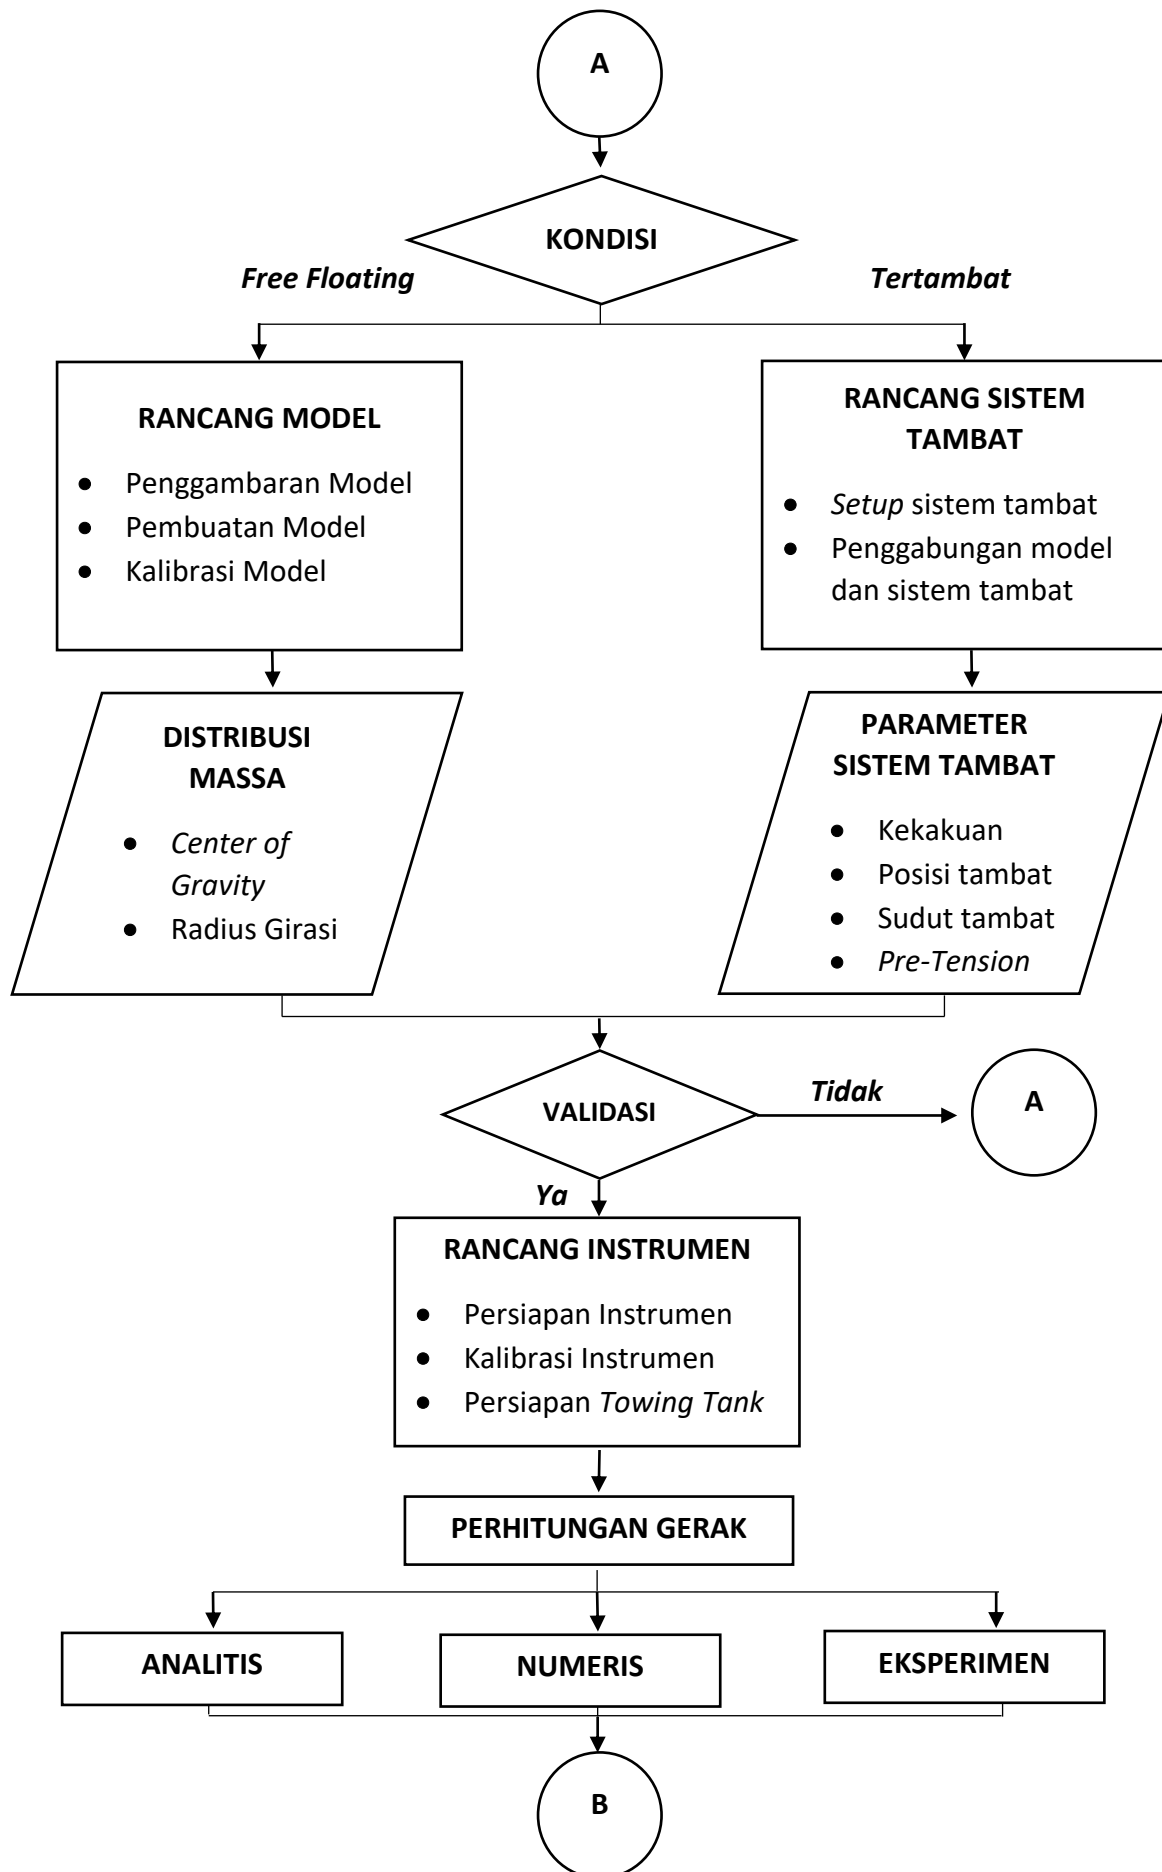 A
KONDISI
Free Floating
Tertambat
RANCANG MODEL
● Penggambaran Model
● Pembuatan Model
● Kalibrasi Model
RANCANG SISTEM
TAMBAT
● Setup sistem tambat
● Penggabungan model
dan sistem tambat
DISTRIBUSI
MASSA
● Center of
Gravity
● Radius Girasi
PARAMETER
SISTEM TAMBAT
● Kekakuan
● Posisi tambat
● Sudut tambat
● Pre-Tension
VALIDASI
Tidak
A
Ya
RANCANG INSTRUMEN
● Persiapan Instrumen
● Kalibrasi Instrumen
● Persiapan Towing Tank
PERHITUNGAN GERAK
ANALITIS
NUMERIS
EKSPERIMEN
B